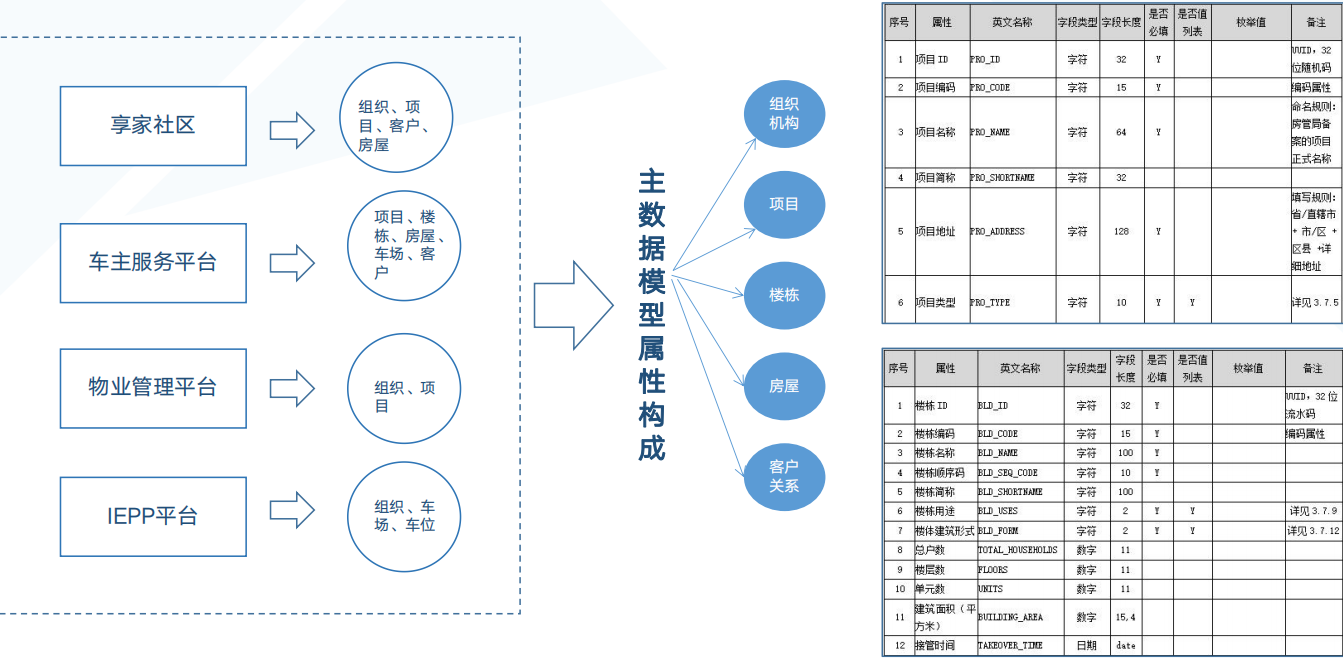 享家社区
组织、项
目、客户、
房屋
车主服务平台
项目、楼
栋、房屋、
车场、客
户
物业管理平台
组织、项
目
IEPP平台
组织、车
场、车位
主
数
据
模
型
属
性
构
成
组织
机构
项目
楼栋
房屋
客户
关系
序号 属性 英文名称 字段类型 字段长度 是否必填 是否值列表 枚举值 备注
1 项目ID PRO_ID 字符 32 Y UUID，32
位随机码
2 项目编码 PRO_CODE 字符 15 Y 编码属性
3 项目名称 PRO_NAME 字符 64 Y 命名规则:
房管局备
案的项目
正式名称
4 项目简称 PRO_SHORTNAME 字符 32
5 项目地址 PRO_ADDRESS 字符 128 Y 填写规则:
省/直辖市
+ 市/区 +
区县 +详
细地址
6 项目类型 PRO_TYPE 字符 10 Y Y 详见3.7.5
序号 属性 英文名称 字段类型 字段长度 是否必填 是否值列表 枚举值 备注
1 楼栋ID BLD_ID 字符 32 Y UUID，32位
流水码
2 楼栋编码 BLD_CODE 字符 15 Y 编码属性
3 楼栋名称 BLD_NAME 字符 100 Y
4 楼栋顺序码 BLD_SEQ_CODE 字符 10 Y
5 楼栋简称 BLD_SHORTNAME 字符 100
6 楼栋用途 BLD_USES 字符 2 Y Y 详见3.7.9
7 楼体建筑形式 BLD_FORM 字符 2 Y Y 详见3.7.12
8 总户数 TOTAL_HOUSEHOLDS 数字 11
9 楼层数 FLOORS 数字 11
10 单元数 UNITS 数字 11
11 建筑面积（平
方米） BUILDING_AREA 数字 15,4
12 接管时间 TAKEOVER_TIME 日期 date